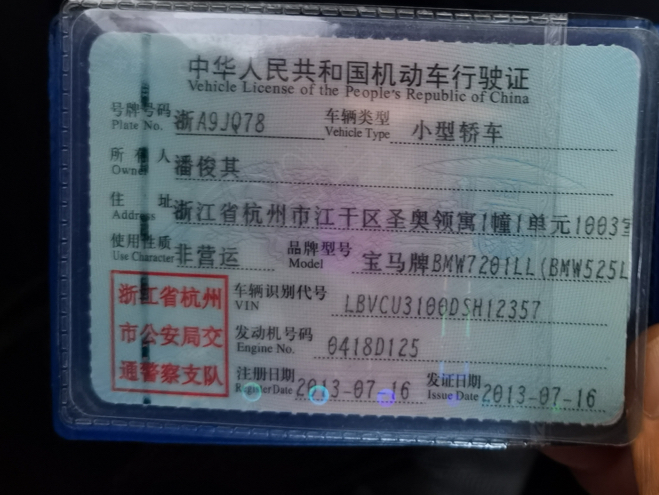 中华人民共和国机动车行驶证
Vehicle License of the People's Republic of China
号牌号码 Plate No. 浙A9JQ78 车辆类型 Vehicle Type 小型轿车
所有人 Owner 潘俊其
住址 Address 浙江省杭州市江干区圣奥领寓1幢1单元1003室
使用性质 Use Character 非营运 品牌型号 Model 宝马牌BMW7201LL(BMW525L
浙江省杭州
市公安局交
通警察支队
车辆识别代号 VIN LBVCU3100DSH12357
发动机号码 Engine No. 0418D125
注册日期 Register Date 2013-07-16 发证日期 Issue Date 2013-07-16